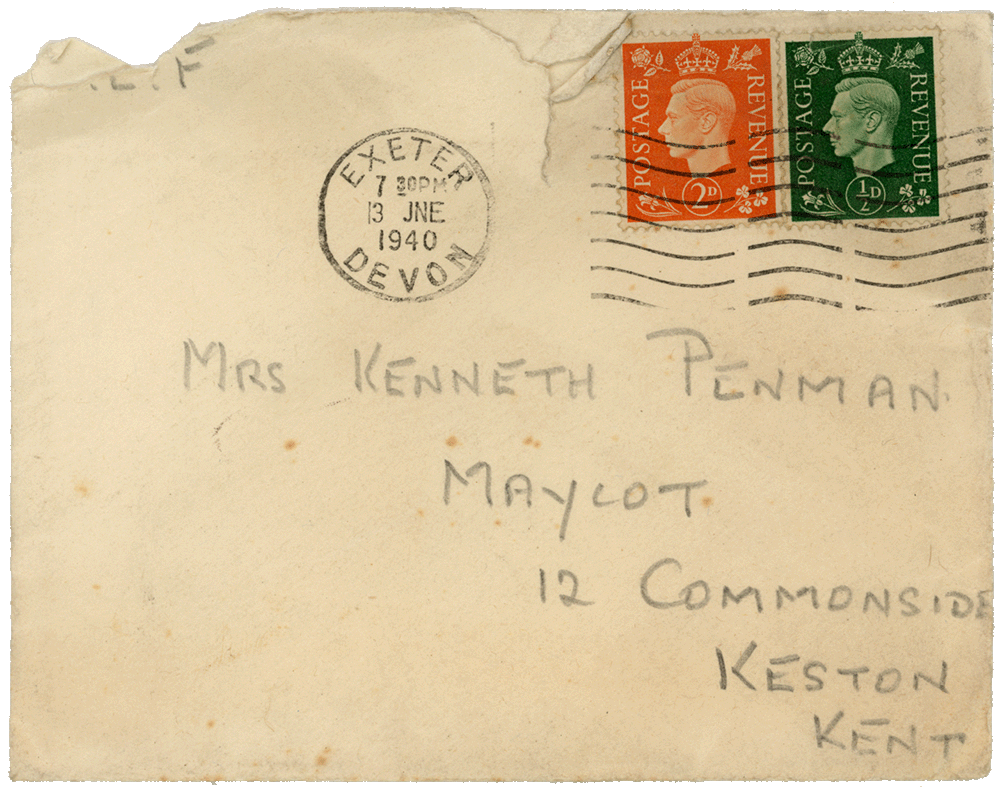 POSTAGE REVENUE
2D
POSTAGE REVENUE
½D
EXETER
7 30PM
13 JNE
1940
DEVON
MRS KENNETH PENMAN
MAYCOT
12 COMMONSIDE
KESTON
KENT